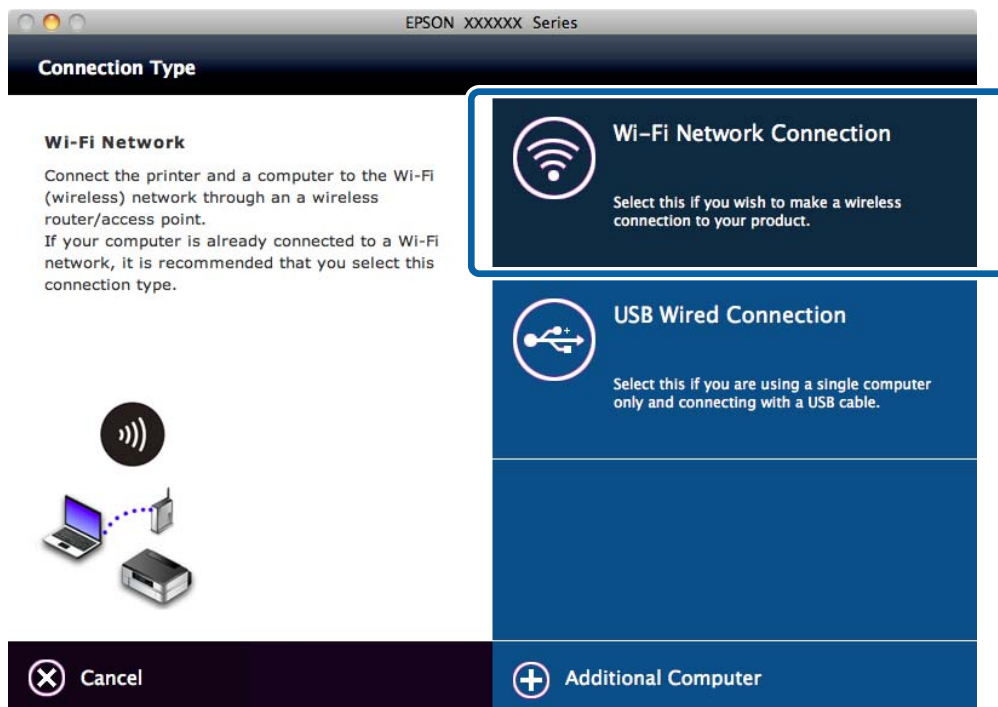 EPSON XXXXXX Series
Connection Type
Wi-Fi Network
Connect the printer and a computer to the Wi-Fi
(wireless) network through an a wireless
router/access point.
If your computer is already connected to a Wi-Fi
network, it is recommended that you select this
connection type.
Wi-Fi Network Connection
Select this if you wish to make a wireless
connection to your product.
USB Wired Connection
Select this if you are using a single computer
only and connecting with a USB cable.
Cancel
Additional Computer